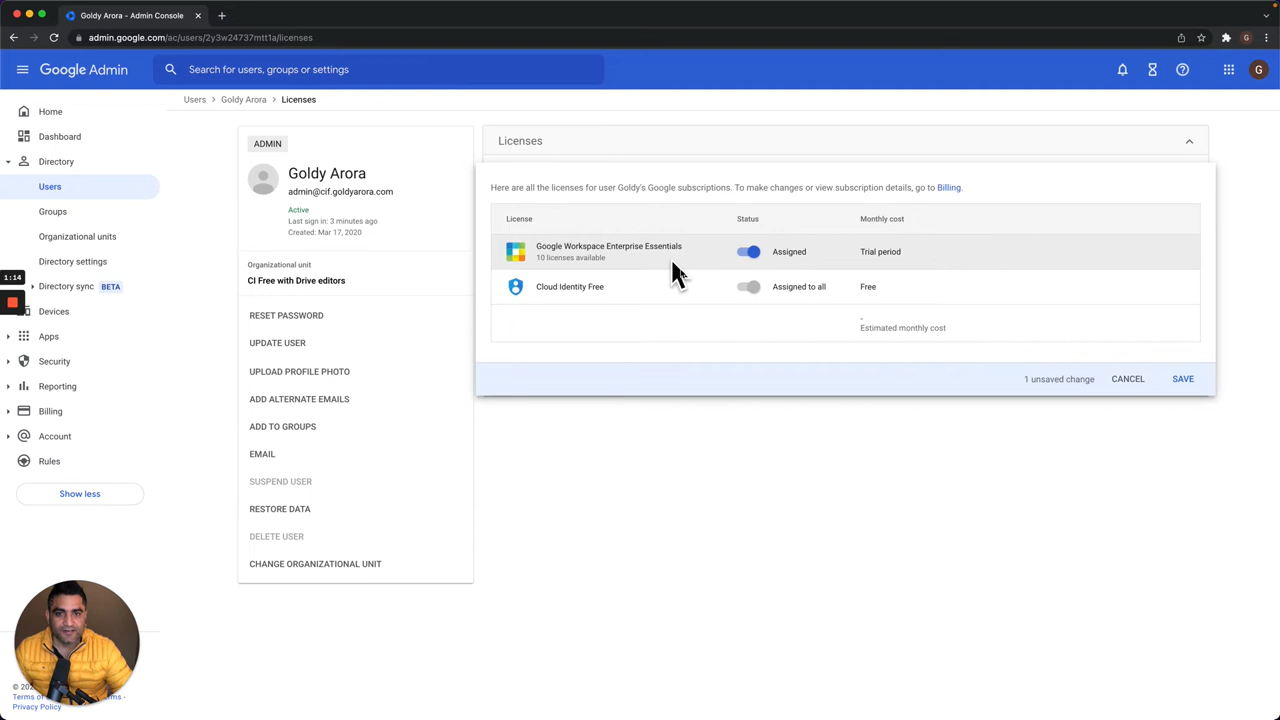 Goldy Arora - Admin Console
admin.google.com/ac/users/2y3w24737mtt1a/licenses
G
Google Admin
Search for users, groups or settings
G
Home
Dashboard
Directory
Users
Groups
Organizational units
Directory settings
1:14
Directory sync BETA
Devices
Apps
Security
Reporting
Billing
Account
Rules
Show less
© 20
Terms of
ms -
Privacy Policy
Users > Goldy Arora > Licenses
ADMIN
Goldy Arora
admin@cif.goldyarora.com
Active
Last sign in: 3 minutes ago
Created: Mar 17, 2020
Organizational unit
CI Free with Drive editors
RESET PASSWORD
UPDATE USER
UPLOAD PROFILE PHOTO
ADD ALTERNATE EMAILS
ADD TO GROUPS
EMAIL
SUSPEND USER
RESTORE DATA
DELETE USER
CHANGE ORGANIZATIONAL UNIT
Licenses
Here are all the licenses for user Goldy's Google subscriptions. To make changes or view subscription details, go to Billing.
License Status Monthly cost
Google Workspace Enterprise Essentials
10 licenses available
Assigned Trial period
Cloud Identity Free Assigned to all Free
-
Estimated monthly cost
1 unsaved change CANCEL SAVE